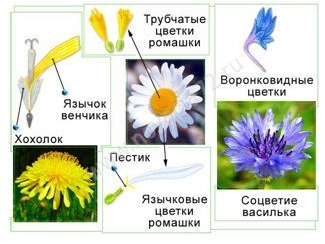 Трубчатые
цветки
ромашки
Язычок
венчика
Хохолок
Воронковидные
цветки
Пестик
Язычковые
цветки
ромашки
Соцветие
василька